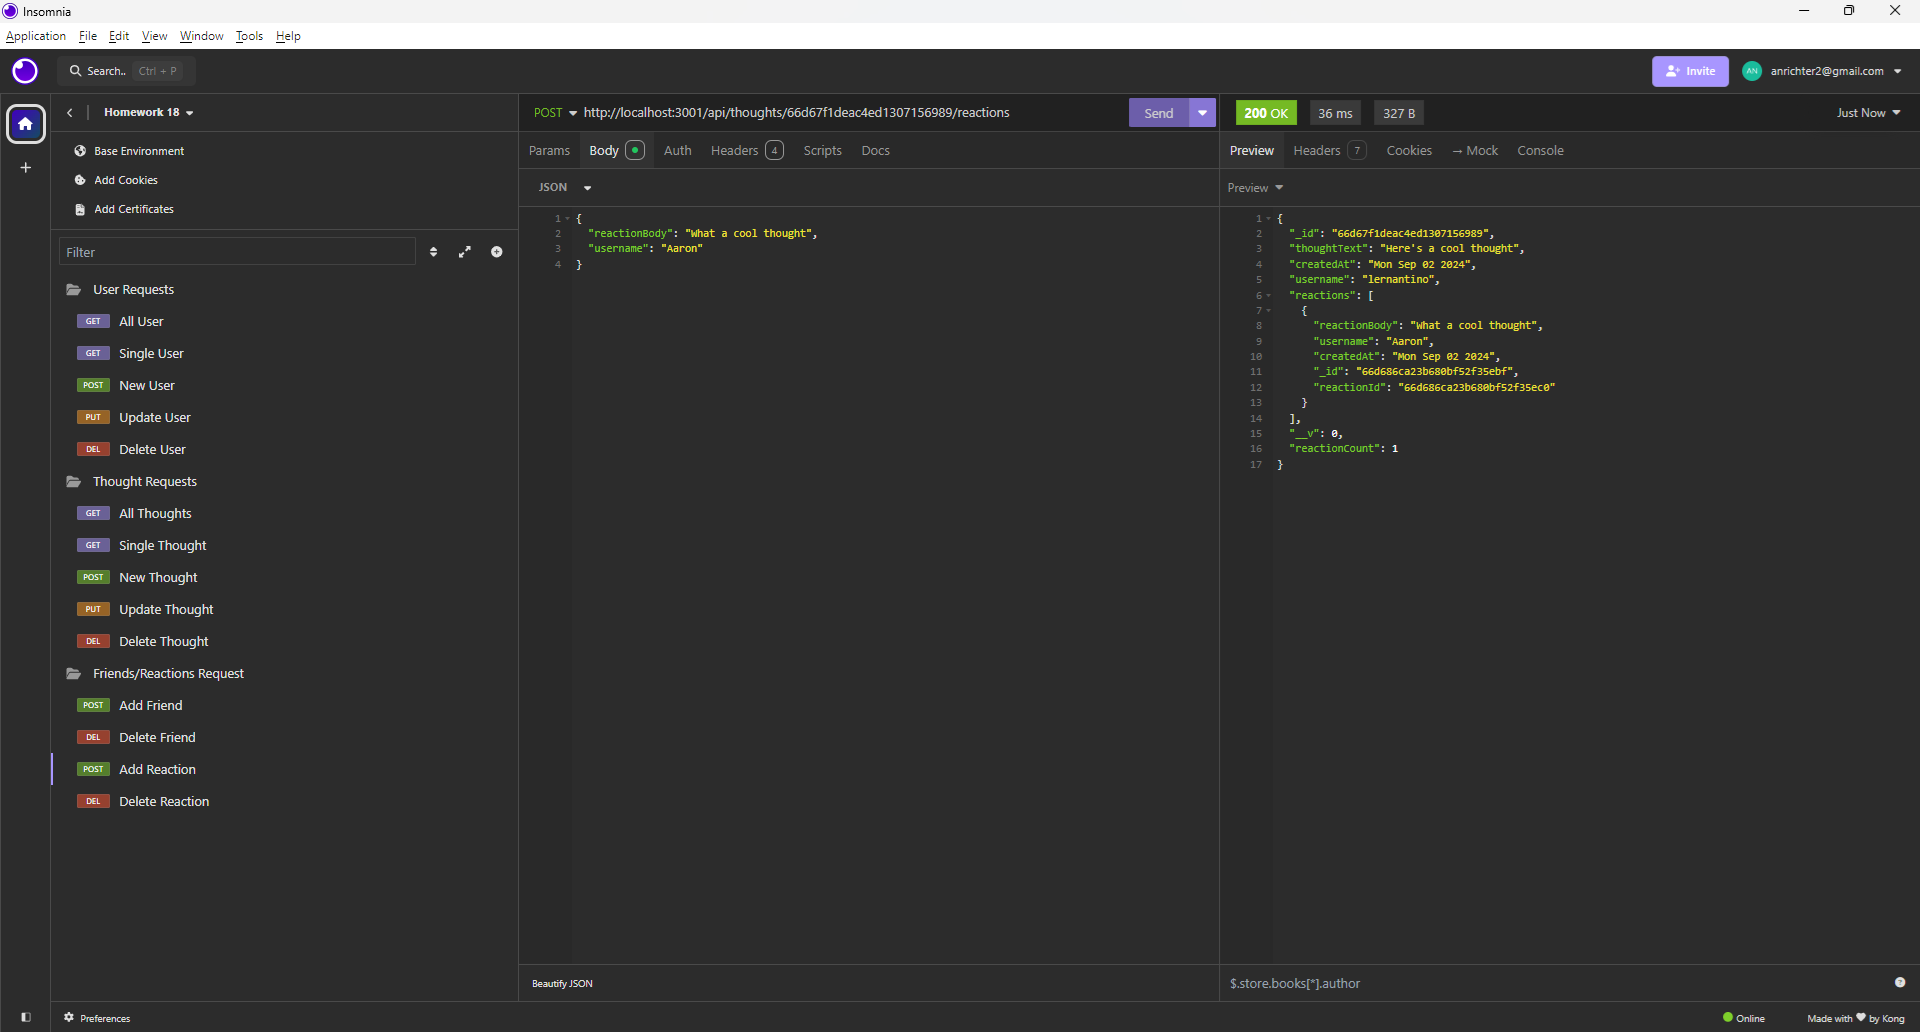 Insomnia
Application File Edit View Window Tools Help
Search.. Ctrl + P
Invite
AN anrichter2@gmail.com
Homework 18
Base Environment
Add Cookies
Add Certificates
Filter
User Requests
GET All User
GET Single User
POST New User
PUT Update User
DEL Delete User
Thought Requests
GET All Thoughts
GET Single Thought
POST New Thought
PUT Update Thought
DEL Delete Thought
Friends/Reactions Request
POST Add Friend
DEL Delete Friend
POST Add Reaction
DEL Delete Reaction
Preferences
POST http://localhost:3001/api/thoughts/66d67f1deac4ed1307156989/reactions Send
Params Body Auth Headers 4 Scripts Docs
JSON
1 {
2 "reactionBody": "What a cool thought",
3 "username": "Aaron"
4 }
Beautify JSON
200 OK 36 ms 327 B Just Now
Preview Headers 7 Cookies → Mock Console
Preview
1 {
2 "_id": "66d67f1deac4ed1307156989",
3 "thoughtText": "Here's a cool thought",
4 "createdAt": "Mon Sep 02 2024",
5 "username": "lernantino",
6 "reactions": [
7 {
8 "reactionBody": "What a cool thought",
9 "username": "Aaron",
10 "createdAt": "Mon Sep 02 2024",
11 "_id": "66d686ca23b680bf52f35ebf",
12 "reactionId": "66d686ca23b680bf52f35ec0"
13 }
14 ],
15 "__v": 0,
16 "reactionCount": 1
17 }
$.store.books[*].author
Online
Made with ♥ by Kong